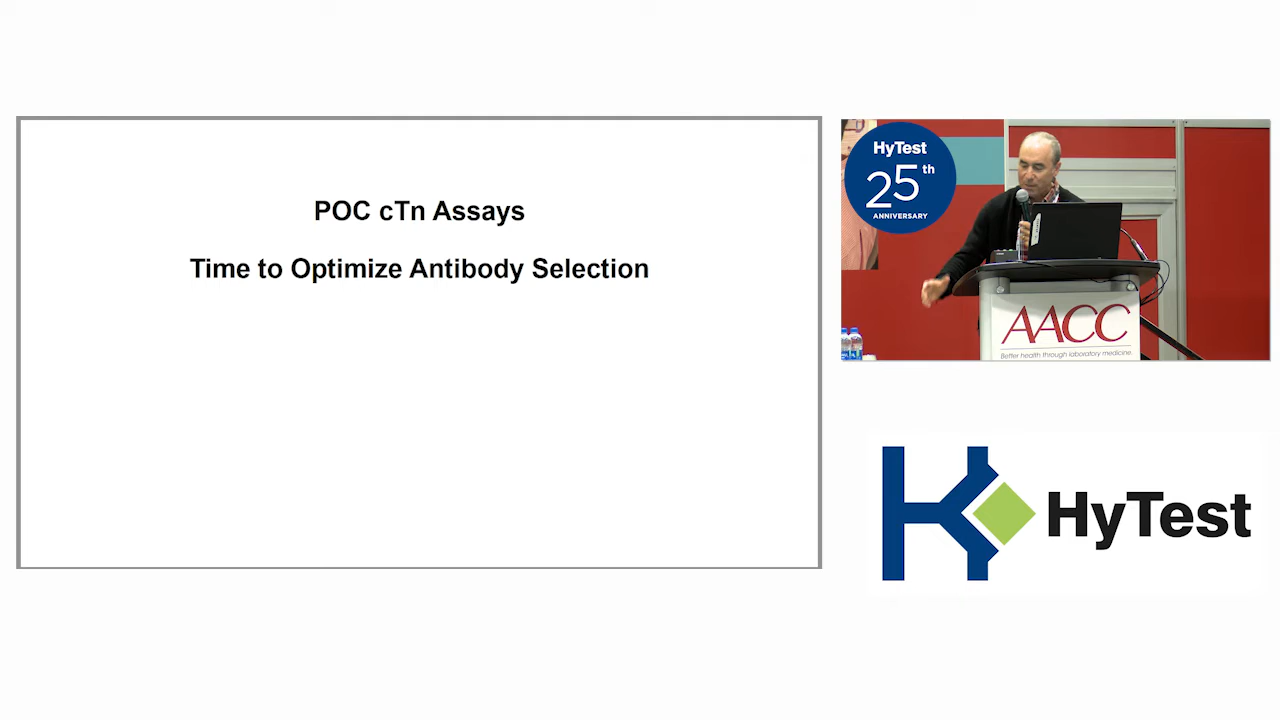 POC cTn Assays
Time to Optimize Antibody Selection
HyTest
25th
ANNIVERSARY
AACC
Better health through laboratory medicine.
HyTest